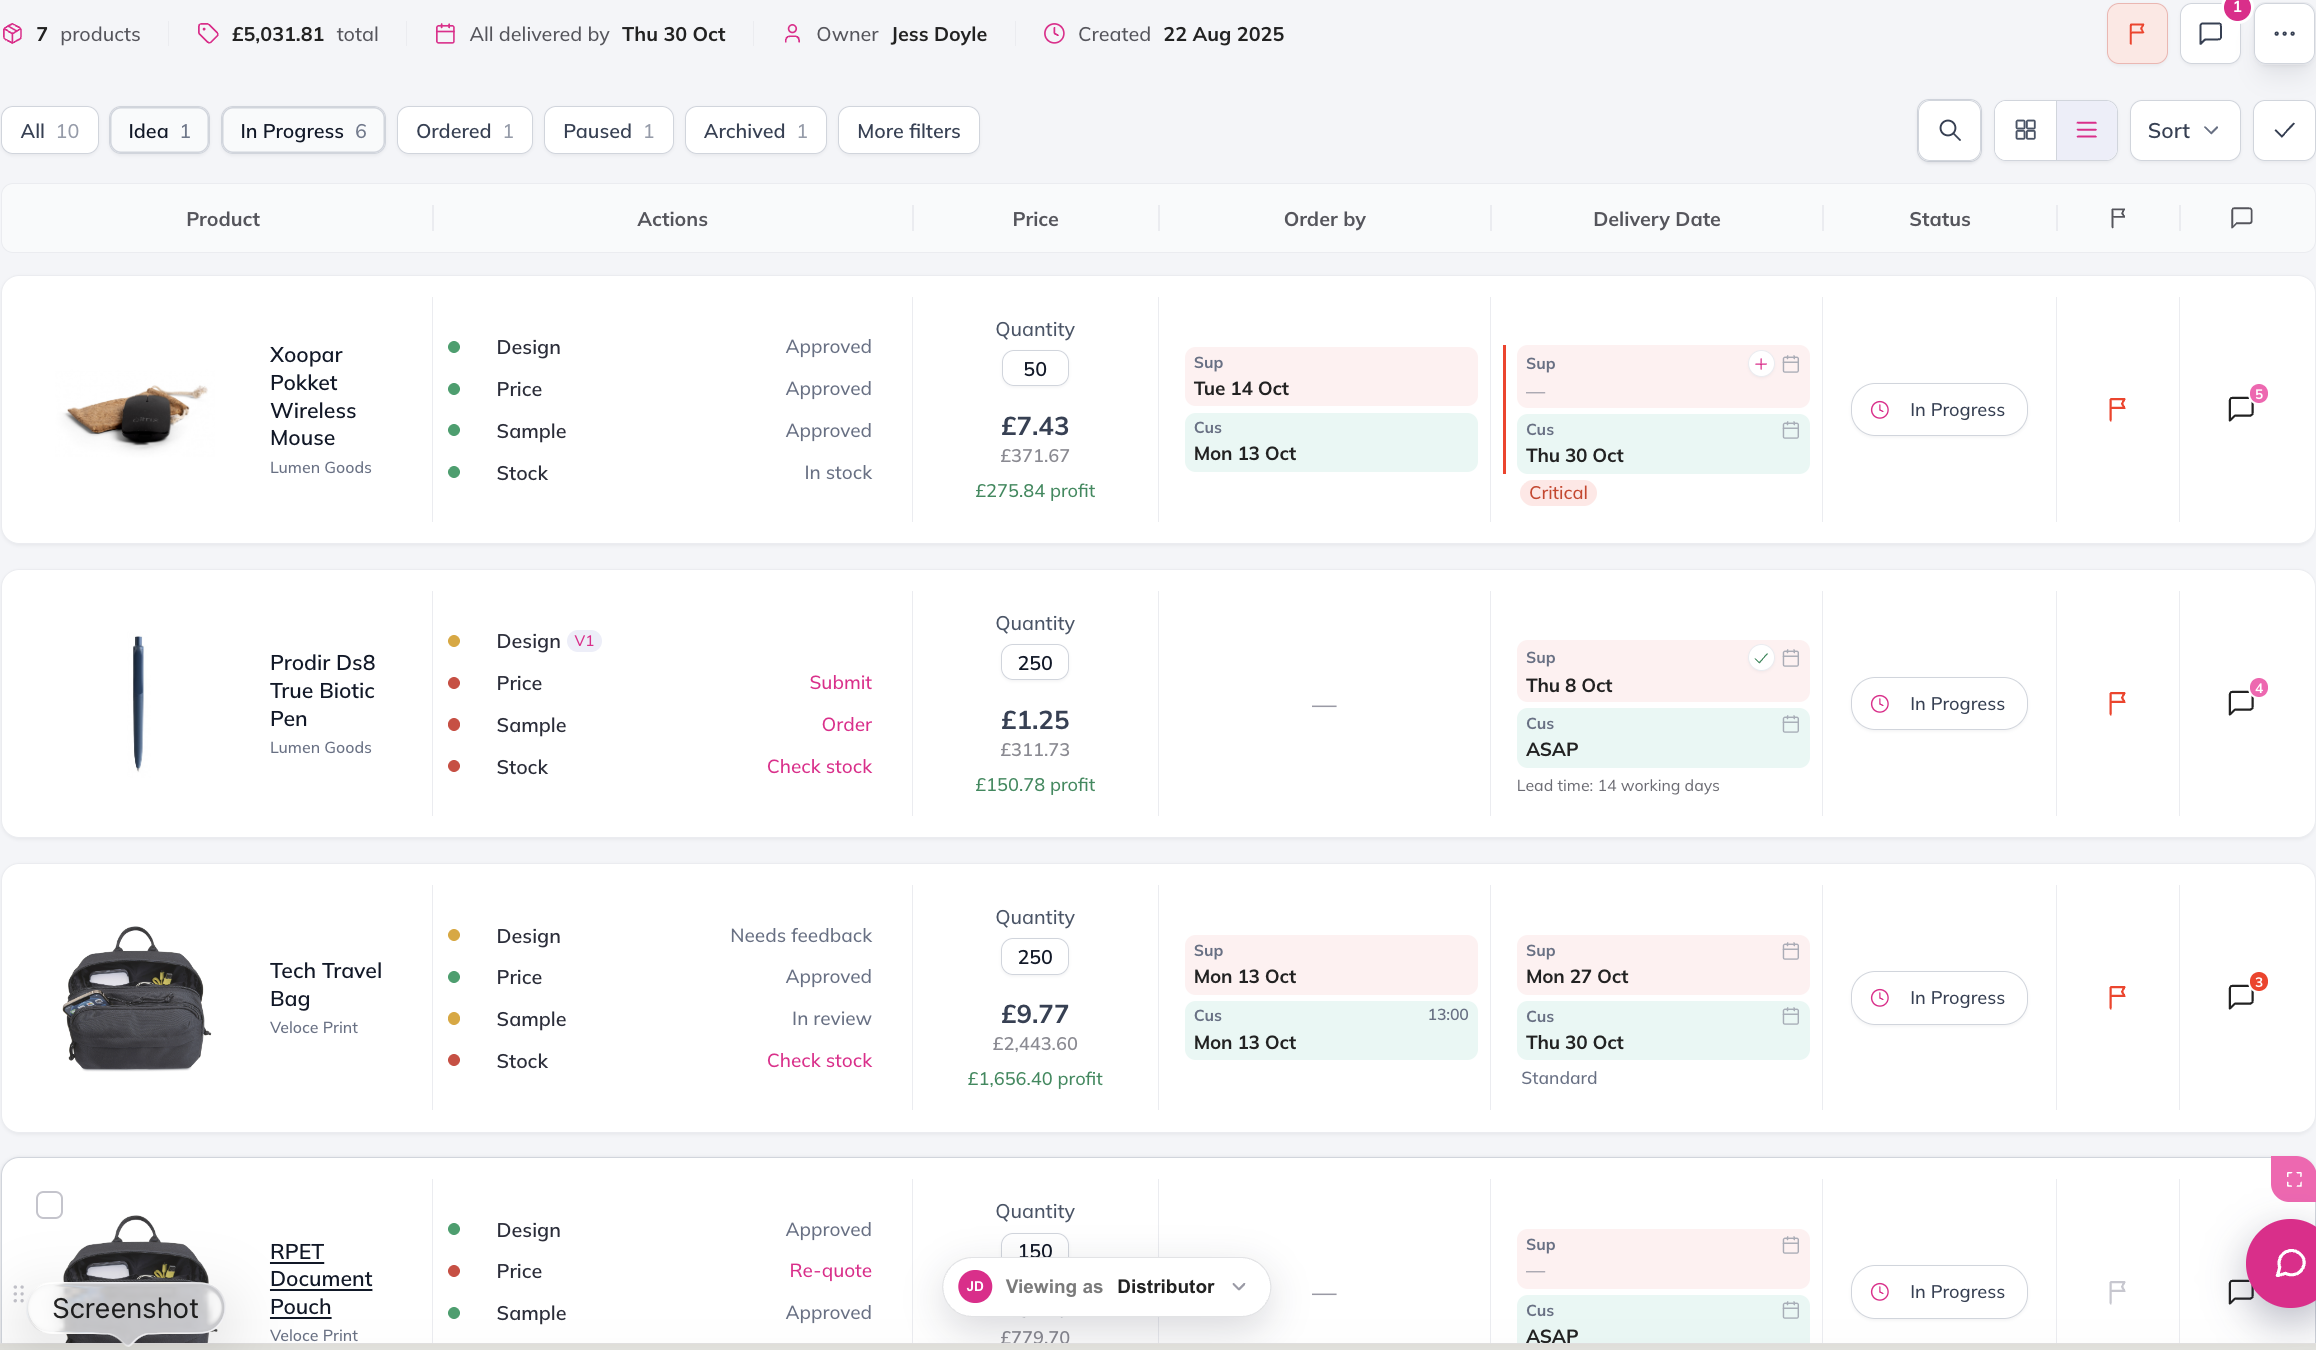 7 products £5,031.81 total All delivered by Thu 30 Oct Owner Jess Doyle Created 22 Aug 2025 1
All 10 Idea 1 In Progress 6 Ordered 1 Paused 1 Archived 1 More filters Sort
Product Actions Price Order by Delivery Date Status
Xoopar
Pokket
Wireless
Mouse
Lumen Goods
Design Approved
Price Approved
Sample Approved
Stock In stock
Quantity
50
£7.43
£371.67
£275.84 profit
Sup
Tue 14 Oct
Cus
Mon 13 Oct
Sup
—
Cus
Thu 30 Oct
Critical
In Progress
5
Prodir Ds8
True Biotic
Pen
Lumen Goods
Design V1
Price Submit
Sample Order
Stock Check stock
Quantity
250
£1.25
£311.73
£150.78 profit
—
Sup
Thu 8 Oct
Cus
ASAP
Lead time: 14 working days
In Progress
4
Tech Travel
Bag
Veloce Print
Design Needs feedback
Price Approved
Sample In review
Stock Check stock
Quantity
250
£9.77
£2,443.60
£1,656.40 profit
Sup
Mon 13 Oct
Cus 13:00
Mon 13 Oct
Sup
Mon 27 Oct
Cus
Thu 30 Oct
Standard
In Progress
3
RPET
Document
Pouch
Veloce Print
Design Approved
Price Re-quote
Sample Approved
Quantity
150
£779.70
—
Sup
—
Cus
ASAP
In Progress
JD Viewing as Distributor
Screenshot